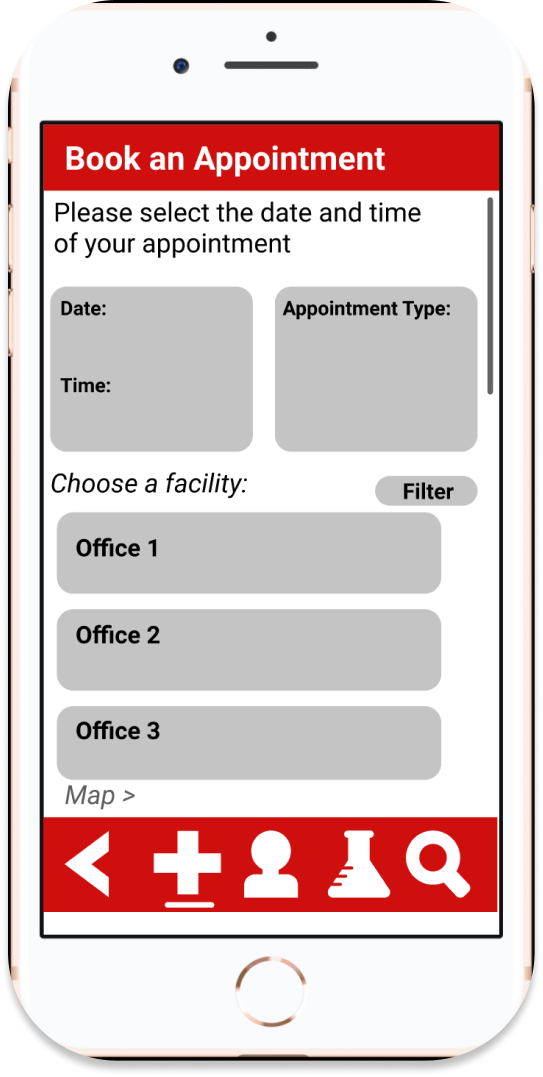 Book an Appointment
Please select the date and time
of your appointment
Date:
Time:
Appointment Type:
Choose a facility:
Filter
Office 1
Office 2
Office 3
Map >